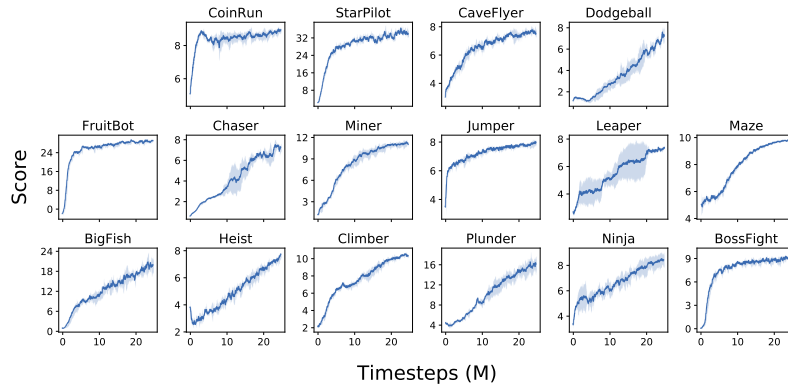 CoinRun StarPilot CaveFlyer Dodgeball
8 6
32 24 16 8
8 6 4
8 6 4 2
FruitBot Chaser Miner Jumper Leaper Maze
24 16 8 0
8 6 4 2
12 9 6 3
8 6 4
8 6 4
10 8 6 4
Score
BigFish Heist Climber Plunder Ninja BossFight
24 18 12 6 0
8 6 4 2
10 8 6 4 2
16 12 8 4
8 6 4
9 6 3 0
0 10 20 0 10 20 0 10 20 0 10 20 0 10 20 0 10 20
Timesteps (M)